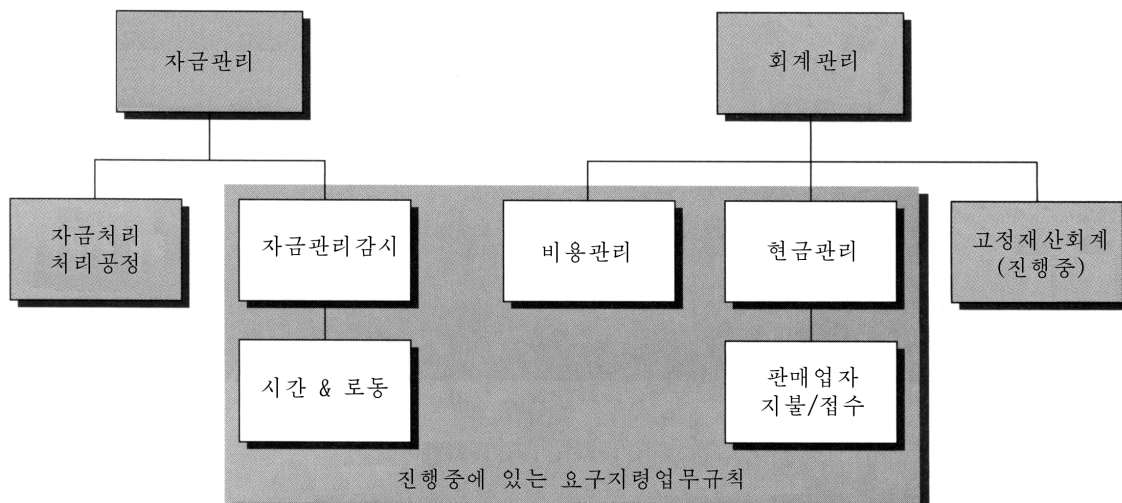 자금관리
회계관리
자금처리
처리공정
자금관리감시
비용관리
현금관리
고정재산회계
(진행중)
시간 & 로동
판매업자
지불/접수
진행중에 있는 요구지령업무규칙